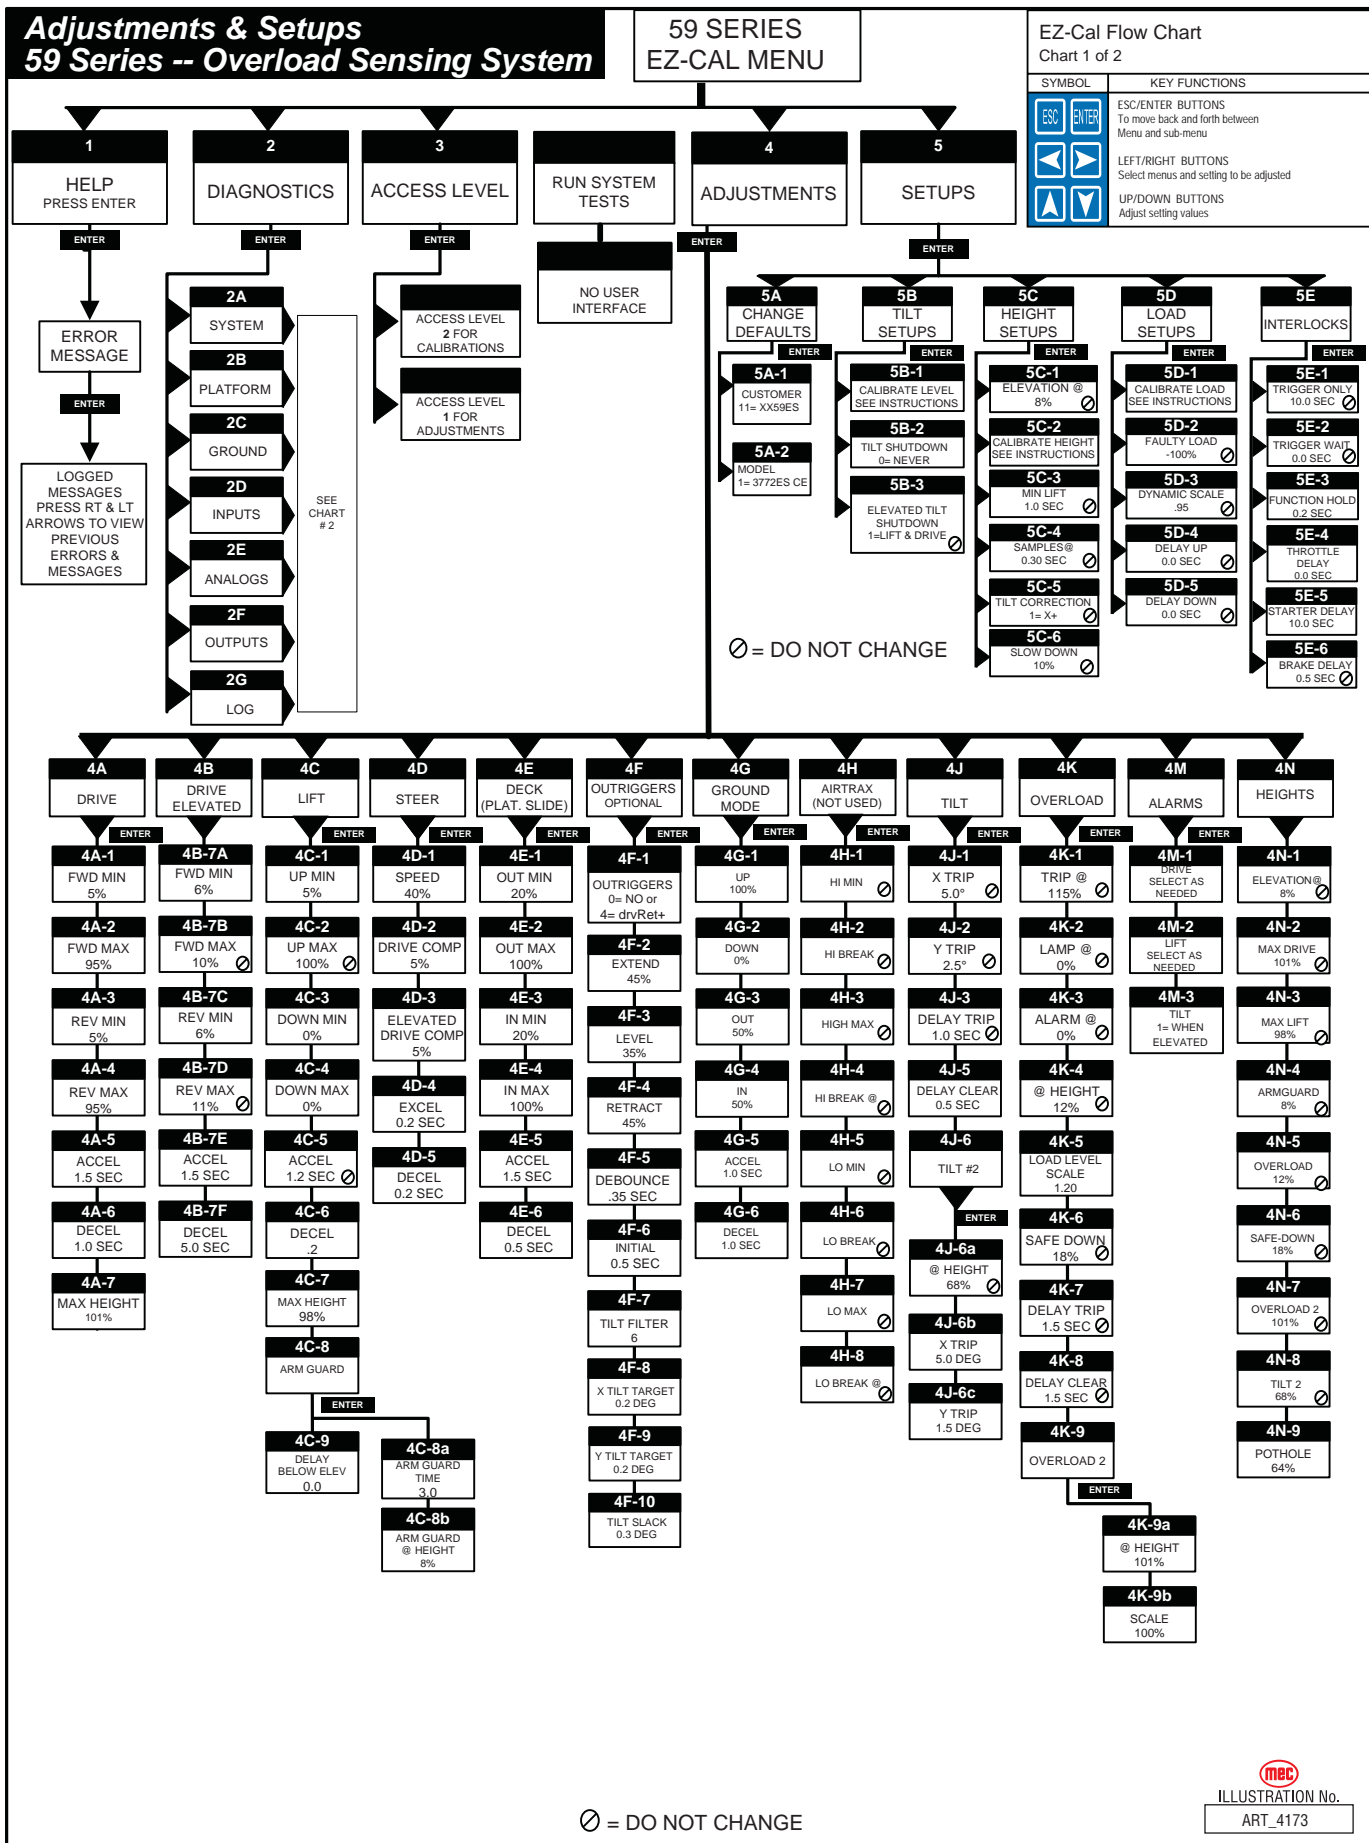 Adjustments & Setups
59 Series -- Overload Sensing System
59 SERIES
EZ-CAL MENU
EZ-Cal Flow Chart
Chart 1 of 2
SYMBOL
KEY FUNCTIONS
ESC
ENTER
ESC/ENTER BUTTONS
To move back and forth between
Menu and sub-menu
LEFT/RIGHT BUTTONS
Select menus and setting to be adjusted
UP/DOWN BUTTONS
Adjust setting values
1
HELP
PRESS ENTER
ENTER
ERROR
MESSAGE
ENTER
LOGGED
MESSAGES
PRESS RT & LT
ARROWS TO VIEW
PREVIOUS
ERRORS &
MESSAGES
2
DIAGNOSTICS
ENTER
2A
SYSTEM
2B
PLATFORM
2C
GROUND
2D
INPUTS
2E
ANALOGS
2F
OUTPUTS
2G
LOG
SEE
CHART
# 2
3
ACCESS LEVEL
ENTER
ACCESS LEVEL
2 FOR
CALIBRATIONS
ACCESS LEVEL
1 FOR
ADJUSTMENTS
RUN SYSTEM
TESTS
NO USER
INTERFACE
4
ADJUSTMENTS
ENTER
5
SETUPS
ENTER
5A
CHANGE
DEFAULTS
ENTER
5A-1
CUSTOMER
11= XX59ES
5A-2
MODEL
1= 3772ES CE
5B
TILT
SETUPS
ENTER
5B-1
CALIBRATE LEVEL
SEE INSTRUCTIONS
5B-2
TILT SHUTDOWN
0= NEVER
5B-3
ELEVATED TILT
SHUTDOWN
1=LIFT & DRIVE
5C
HEIGHT
SETUPS
ENTER
5C-1
ELEVATION @
8%
5C-2
CALIBRATE HEIGHT
SEE INSTRUCTIONS
5C-3
MIN LIFT
1.0 SEC
5C-4
SAMPLES@
0.30 SEC
5C-5
TILT CORRECTION
1= X+
5C-6
SLOW DOWN
10%
5D
LOAD
SETUPS
ENTER
5D-1
CALIBRATE LOAD
SEE INSTRUCTIONS
5D-2
FAULTY LOAD
-100%
5D-3
DYNAMIC SCALE
.95
5D-4
DELAY UP
0.0 SEC
5D-5
DELAY DOWN
0.0 SEC
5E
INTERLOCKS
ENTER
5E-1
TRIGGER ONLY
10.0 SEC
5E-2
TRIGGER WAIT
0.0 SEC
5E-3
FUNCTION HOLD
0.2 SEC
5E-4
THROTTLE
DELAY
0.0 SEC
5E-5
STARTER DELAY
10.0 SEC
5E-6
BRAKE DELAY
0.5 SEC
= DO NOT CHANGE
4A
DRIVE
ENTER
4A-1
FWD MIN
5%
4A-2
FWD MAX
95%
4A-3
REV MIN
5%
4A-4
REV MAX
95%
4A-5
ACCEL
1.5 SEC
4A-6
DECEL
1.0 SEC
4A-7
MAX HEIGHT
101%
4B
DRIVE
ELEVATED
4B-7A
FWD MIN
6%
4B-7B
FWD MAX
10%
4B-7C
REV MIN
6%
4B-7D
REV MAX
11%
4B-7E
ACCEL
1.5 SEC
4B-7F
DECEL
5.0 SEC
ENTER
4C
LIFT
ENTER
4C-1
UP MIN
5%
4C-2
UP MAX
100%
4C-3
DOWN MIN
0%
4C-4
DOWN MAX
0%
4C-5
ACCEL
1.2 SEC
4C-6
DECEL
.2
4C-7
MAX HEIGHT
98%
4C-8
ARM GUARD
ENTER
4C-9
DELAY
BELOW ELEV
0.0
4C-8a
ARM GUARD
TIME
3.0
4C-8b
ARM GUARD
@ HEIGHT
8%
4D
STEER
ENTER
4D-1
SPEED
40%
4D-2
DRIVE COMP
5%
4D-3
ELEVATED
DRIVE COMP
5%
4D-4
EXCEL
0.2 SEC
4D-5
DECEL
0.2 SEC
4E
DECK
(PLAT. SLIDE)
ENTER
4E-1
OUT MIN
20%
4E-2
OUT MAX
100%
4E-3
IN MIN
20%
4E-4
IN MAX
100%
4E-5
ACCEL
1.5 SEC
4E-6
DECEL
0.5 SEC
4F
OUTRIGGERS
OPTIONAL
ENTER
4F-1
OUTRIGGERS
0= NO or
4= drvRet+
4F-2
EXTEND
45%
4F-3
LEVEL
35%
4F-4
RETRACT
45%
4F-5
DEBOUNCE
.35 SEC
4F-6
INITIAL
0.5 SEC
4F-7
TILT FILTER
6
4F-8
X TILT TARGET
0.2 DEG
4F-9
Y TILT TARGET
0.2 DEG
4F-10
TILT SLACK
0.3 DEG
4G
GROUND
MODE
ENTER
4G-1
UP
100%
4G-2
DOWN
0%
4G-3
OUT
50%
4G-4
IN
50%
4G-5
ACCEL
1.0 SEC
4G-6
DECEL
1.0 SEC
4H
AIRTRAX
(NOT USED)
ENTER
4H-1
HI MIN
4H-2
HI BREAK
4H-3
HIGH MAX
4H-4
HI BREAK @
4H-5
LO MIN
4H-6
LO BREAK
4H-7
LO MAX
4H-8
LO BREAK @
4J
TILT
ENTER
4J-1
X TRIP
5.0°
4J-2
Y TRIP
2.5°
4J-3
DELAY TRIP
1.0 SEC
4J-5
DELAY CLEAR
0.5 SEC
4J-6
TILT #2
ENTER
4J-6a
@ HEIGHT
68%
4J-6b
X TRIP
5.0 DEG
4J-6c
Y TRIP
1.5 DEG
4K
OVERLOAD
ENTER
4K-1
TRIP @
115%
4K-2
LAMP @
0%
4K-3
ALARM @
0%
4K-4
@ HEIGHT
12%
4K-5
LOAD LEVEL
SCALE
1.20
4K-6
SAFE DOWN
18%
4K-7
DELAY TRIP
1.5 SEC
4K-8
DELAY CLEAR
1.5 SEC
4K-9
OVERLOAD 2
ENTER
4K-9a
@ HEIGHT
101%
4K-9b
SCALE
100%
4M
ALARMS
ENTER
4M-1
DRIVE
SELECT AS
NEEDED
4M-2
LIFT
SELECT AS
NEEDED
4M-3
TILT
1= WHEN
ELEVATED
4N
HEIGHTS
4N-1
ELEVATION@
8%
4N-2
MAX DRIVE
101%
4N-3
MAX LIFT
98%
4N-4
ARMGUARD
8%
4N-5
OVERLOAD
12%
4N-6
SAFE-DOWN
18%
4N-7
OVERLOAD 2
101%
4N-8
TILT 2
68%
4N-9
POTHOLE
64%
= DO NOT CHANGE
mec
ILLUSTRATION No.
ART_4173